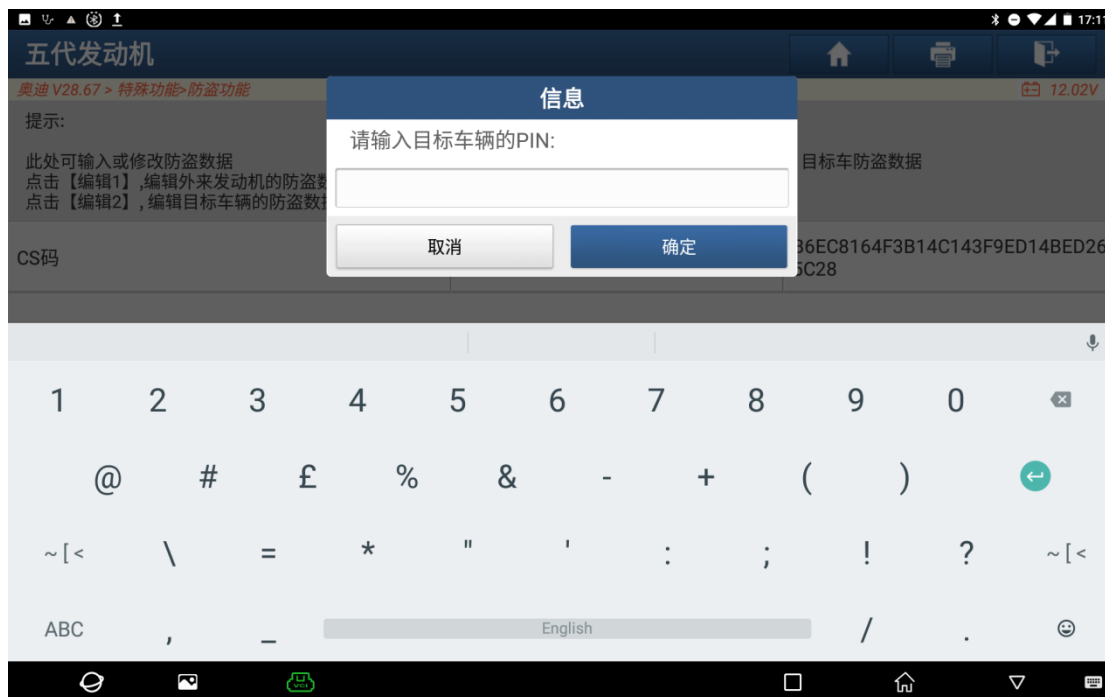 17:11
五代发动机
奥迪 V28.67 > 特殊功能>防盗功能
12.02V
信息
提示:
请输入目标车辆的PIN:
此处可输入或修改防盗数据
目标车防盗数据
点击【编辑1】,编辑外来发动机的防盗数
点击【编辑2】, 编辑目标车辆的防盗数据
取消
确定
CS码
36EC8164F3B14C143F9ED14BED26
5C28
1 2 3 4 5 6 7 8 9 0
@ # £ % & - + ( )
~ [ < \ = * " ' : ; ! ? ~ [ <
ABC , _ English / .
VCI